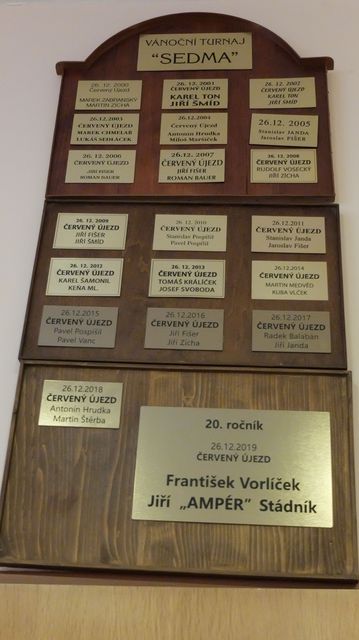 VÁNOČNÍ TURNAJ
"SEDMA"
26. 12. 2000
Červený Újezd
MAREK ZABRANSKÝ
MARTIN ZICHA
26. 12. 2001
ČERVENÝ ÚJEZD
KAREL TON
JIŘÍ ŠMÍD
26. 12. 2002
ČERVENÝ ÚJEZD
KAREL TON
JIŘÍ ŠMÍD
26. 12.2003
ČERVENÝ ÚJEZD
MAREK CHMELAŘ
LUKÁŠ SEDLÁČEK
26. 12.2004
Červený Újezd
Antonín Hrudka
Miloš Maršíček
26.12. 2005
Stanislav JANDA
Jaroslav FIŠER
26. 12. 2006
ČERVENÝ ÚJEZD
JIŘÍ FIŠER
ROMAN BAUER
26. 12. 2007
ČERVENÝ ÚJEZD
JIŘÍ FIŠER
ROMAN BAUER
26. 12. 2008
ČERVENÝ ÚJEZD
RUDOLF VOSECKÝ
JIŘÍ ZICHA
26. 12. 2009
ČERVENÝ ÚJEZD
JIŘÍ FIŠER
JIŘÍ ŠMÍD
26. 12. 2010
ČERVENÝ ÚJEZD
Stanislav Pospíšil
Pavel Pospíšil
26.12.2011
ČERVENÝ ÚJEZD
Stanislav Janda
Jaroslav Fišer
26. 12. 2012
ČERVENÝ ÚJEZD
KAREL ŠAMONIL
KENA ML.
26. 12. 2013
ČERVENÝ ÚJEZD
TOMÁŠ KRÁLÍČEK
JOSEF SVOBODA
26.12.2014
ČERVENÝ ÚJEZD
MARTIN MEDVĚD
KUBA VLČEK
26.12.2015
ČERVENÝ ÚJEZD
Pavel Pospíšil
Pavel Vanc
26.12.2016
ČERVENÝ ÚJEZD
Jiří Fišer
Jiří Zicha
26.12.2017
ČERVENÝ ÚJEZD
Radek Balaban
Jiří Janda
26.12.2018
ČERVENÝ ÚJEZD
Antonín Hrudka
Martin Štěrba
20. ročník
26.12.2019
ČERVENÝ ÚJEZD
František Vorlíček
Jiří „AMPÉR" Stádník